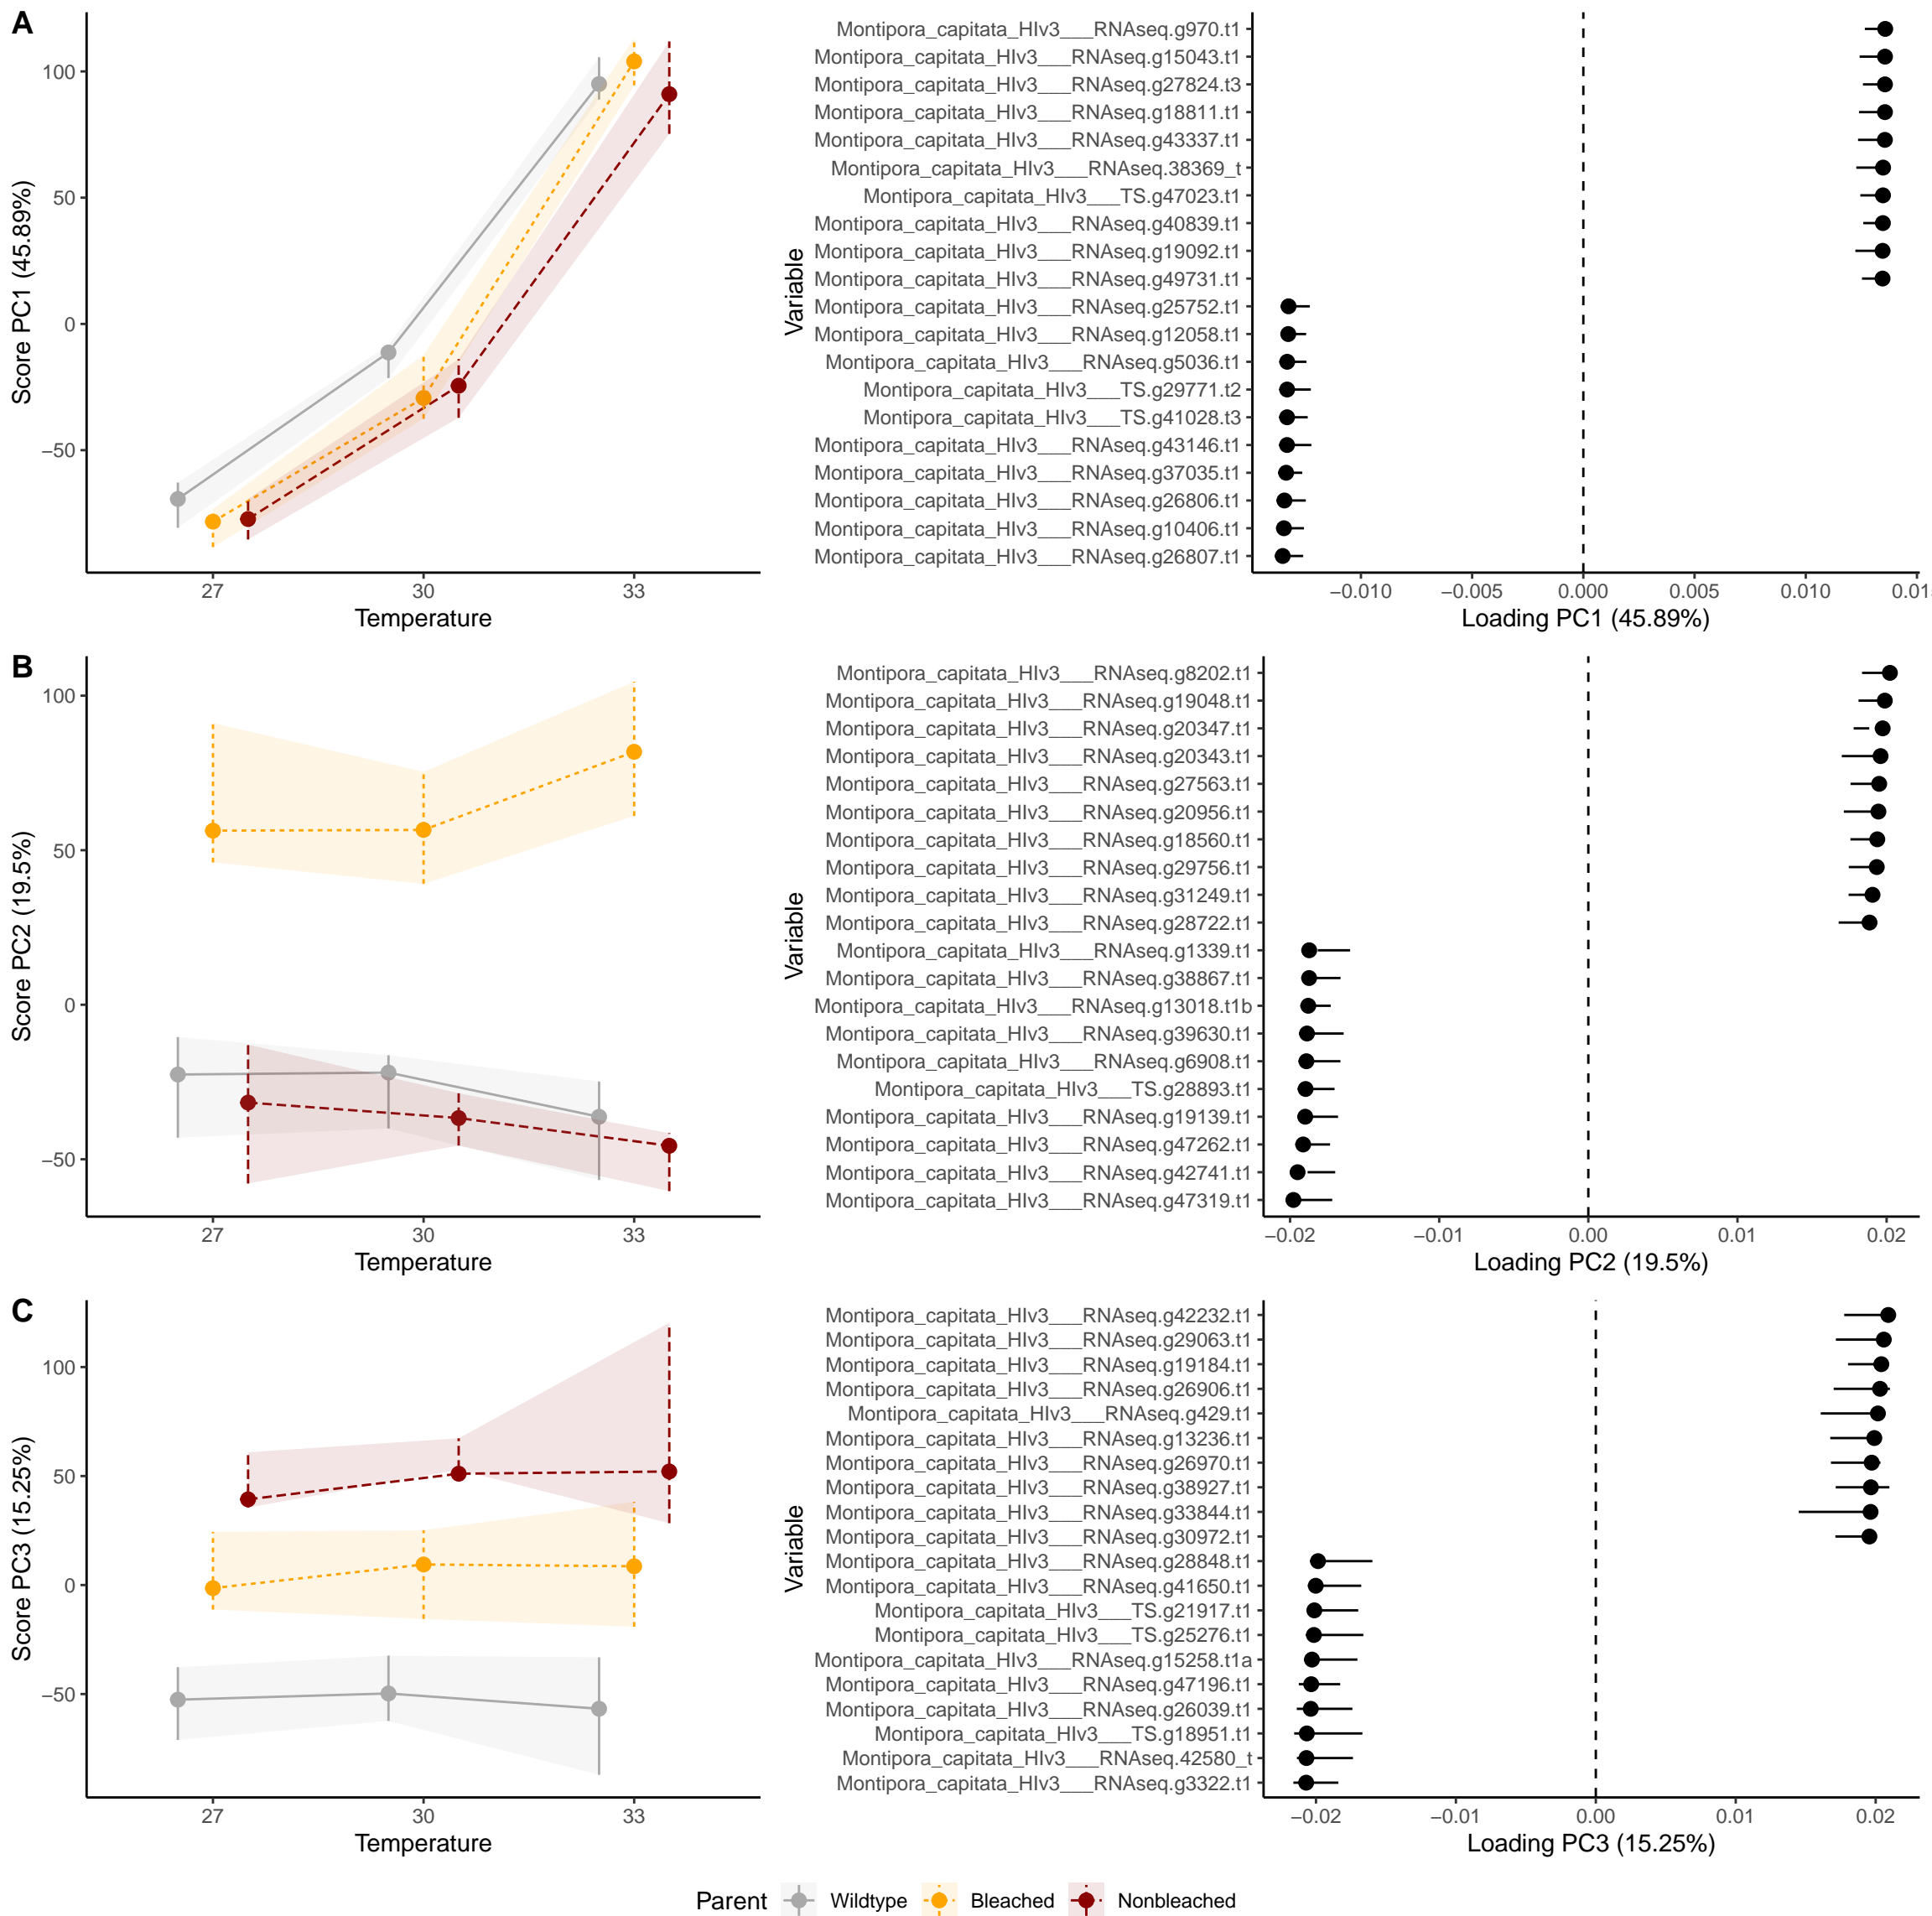 A
Score PC1 (45.89%)
100
50
0
−50
27
30
33
Temperature
Variable
Montipora_capitata_HIv3___RNAseq.g970.t1
Montipora_capitata_HIv3___RNAseq.g15043.t1
Montipora_capitata_HIv3___RNAseq.g27824.t3
Montipora_capitata_HIv3___RNAseq.g18811.t1
Montipora_capitata_HIv3___RNAseq.g43337.t1
Montipora_capitata_HIv3___RNAseq.38369_t
Montipora_capitata_HIv3___TS.g47023.t1
Montipora_capitata_HIv3___RNAseq.g40839.t1
Montipora_capitata_HIv3___RNAseq.g19092.t1
Montipora_capitata_HIv3___RNAseq.g49731.t1
Montipora_capitata_HIv3___RNAseq.g25752.t1
Montipora_capitata_HIv3___RNAseq.g12058.t1
Montipora_capitata_HIv3___RNAseq.g5036.t1
Montipora_capitata_HIv3___TS.g29771.t2
Montipora_capitata_HIv3___TS.g41028.t3
Montipora_capitata_HIv3___RNAseq.g43146.t1
Montipora_capitata_HIv3___RNAseq.g37035.t1
Montipora_capitata_HIv3___RNAseq.g26806.t1
Montipora_capitata_HIv3___RNAseq.g10406.t1
Montipora_capitata_HIv3___RNAseq.g26807.t1
−0.010
−0.005
0.000
0.005
0.010
Loading PC1 (45.89%)
B
Score PC2 (19.5%)
100
50
0
−50
27
30
33
Temperature
Variable
Montipora_capitata_HIv3___RNAseq.g8202.t1
Montipora_capitata_HIv3___RNAseq.g19048.t1
Montipora_capitata_HIv3___RNAseq.g20347.t1
Montipora_capitata_HIv3___RNAseq.g20343.t1
Montipora_capitata_HIv3___RNAseq.g27563.t1
Montipora_capitata_HIv3___RNAseq.g20956.t1
Montipora_capitata_HIv3___RNAseq.g18560.t1
Montipora_capitata_HIv3___RNAseq.g29756.t1
Montipora_capitata_HIv3___RNAseq.g31249.t1
Montipora_capitata_HIv3___RNAseq.g28722.t1
Montipora_capitata_HIv3___RNAseq.g1339.t1
Montipora_capitata_HIv3___RNAseq.g38867.t1
Montipora_capitata_HIv3___RNAseq.g13018.t1b
Montipora_capitata_HIv3___RNAseq.g39630.t1
Montipora_capitata_HIv3___RNAseq.g6908.t1
Montipora_capitata_HIv3___TS.g28893.t1
Montipora_capitata_HIv3___RNAseq.g19139.t1
Montipora_capitata_HIv3___RNAseq.g47262.t1
Montipora_capitata_HIv3___RNAseq.g42741.t1
Montipora_capitata_HIv3___RNAseq.g47319.t1
−0.02
−0.01
0.00
0.01
0.02
Loading PC2 (19.5%)
C
Score PC3 (15.25%)
100
50
0
−50
27
30
33
Temperature
Variable
Montipora_capitata_HIv3___RNAseq.g42232.t1
Montipora_capitata_HIv3___RNAseq.g29063.t1
Montipora_capitata_HIv3___RNAseq.g19184.t1
Montipora_capitata_HIv3___RNAseq.g26906.t1
Montipora_capitata_HIv3___RNAseq.g429.t1
Montipora_capitata_HIv3___RNAseq.g13236.t1
Montipora_capitata_HIv3___RNAseq.g26970.t1
Montipora_capitata_HIv3___RNAseq.g38927.t1
Montipora_capitata_HIv3___RNAseq.g33844.t1
Montipora_capitata_HIv3___RNAseq.g30972.t1
Montipora_capitata_HIv3___RNAseq.g28848.t1
Montipora_capitata_HIv3___RNAseq.g41650.t1
Montipora_capitata_HIv3___TS.g21917.t1
Montipora_capitata_HIv3___TS.g25276.t1
Montipora_capitata_HIv3___RNAseq.g15258.t1a
Montipora_capitata_HIv3___RNAseq.g47196.t1
Montipora_capitata_HIv3___RNAseq.g26039.t1
Montipora_capitata_HIv3___TS.g18951.t1
Montipora_capitata_HIv3___RNAseq.42580_t
Montipora_capitata_HIv3___RNAseq.g3322.t1
−0.02
−0.01
0.00
0.01
0.02
Loading PC3 (15.25%)
Parent
Wildtype
Bleached
Nonbleached